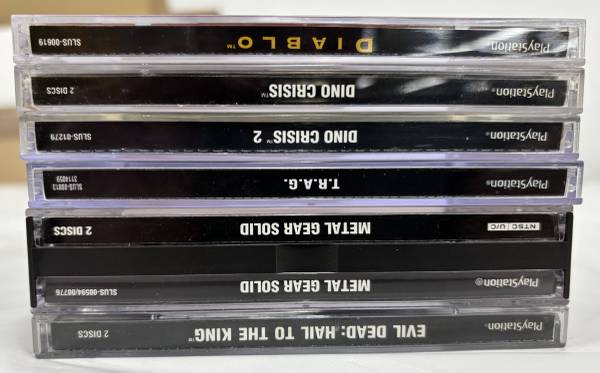 PlayStation® DIABLO™ SLUS-00619
PlayStation® DINO CRISIS™ 2 DISCS
PlayStation® DINO CRISIS™ 2 SLUS-01279
PlayStation® T.R.A.G. SLUS-00813
3114059
NTSC U/C METAL GEAR SOLID 2 DISCS
PlayStation® METAL GEAR SOLID SLUS-00594/00776
PlayStation® EVIL DEAD: HAIL TO THE KING™ 2 DISCS